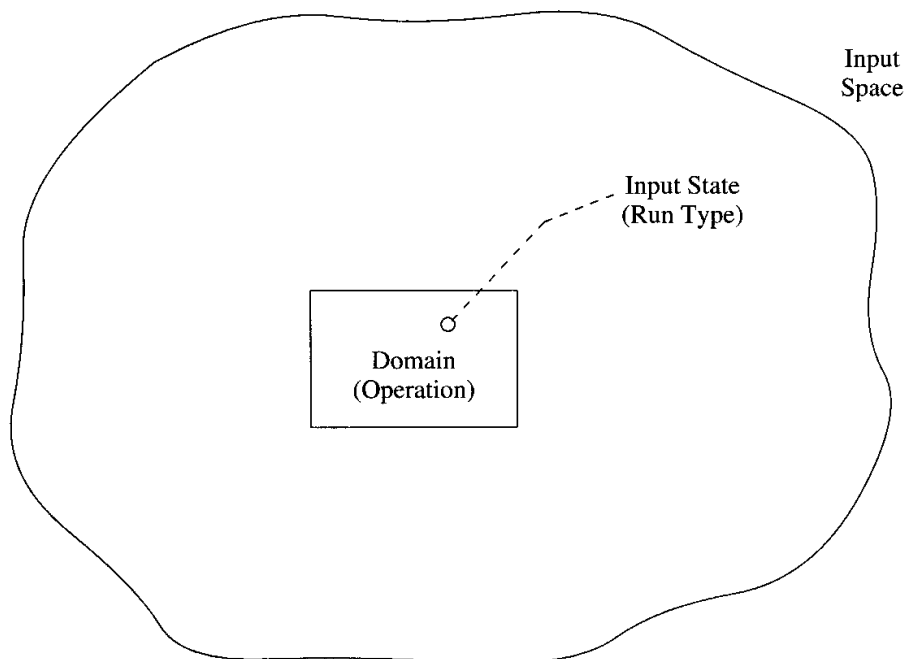 Input
Space
Input State
(Run Type)
Domain
(Operation)